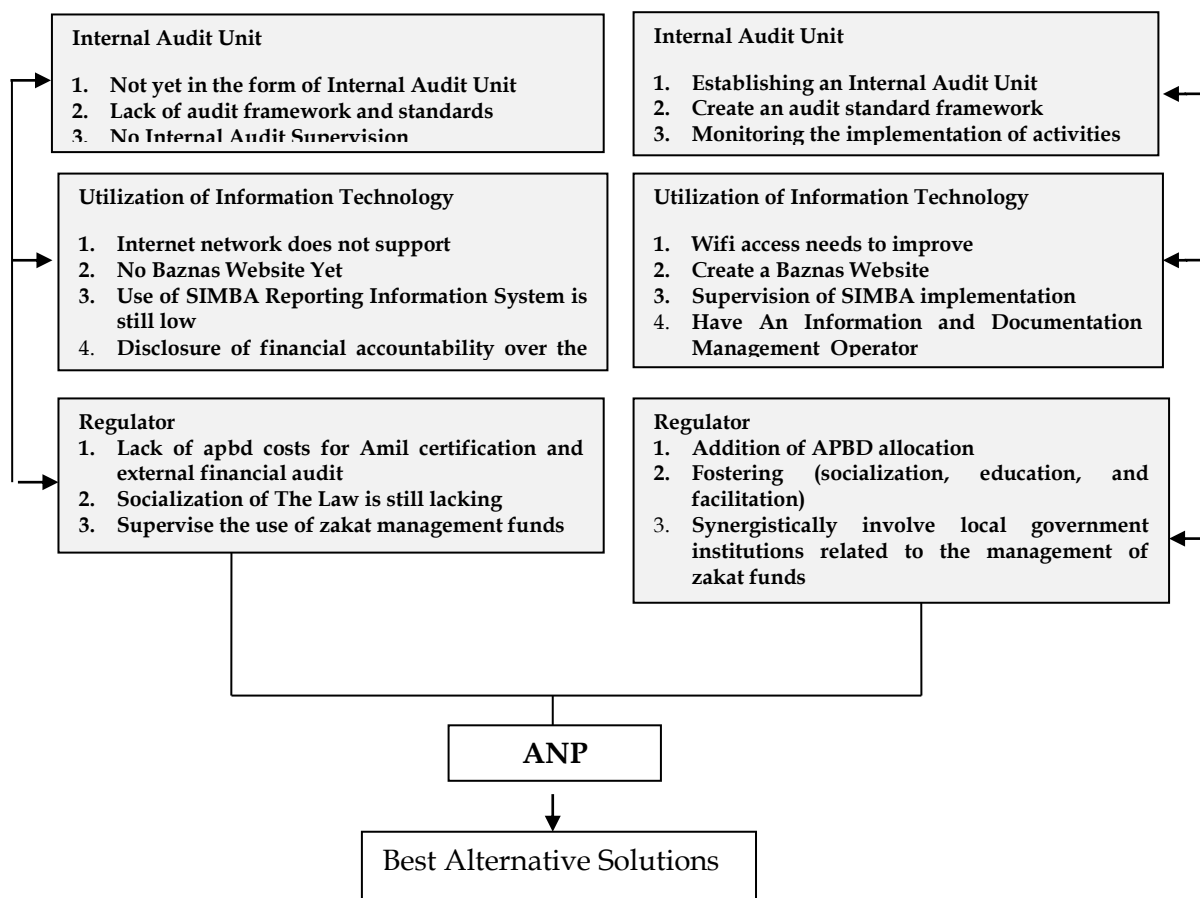 Internal Audit Unit
1. Not yet in the form of Internal Audit Unit
2. Lack of audit framework and standards
3. No Internal Audit Supervision
Internal Audit Unit
1. Establishing an Internal Audit Unit
2. Create an audit standard framework
3. Monitoring the implementation of activities
Utilization of Information Technology
1. Internet network does not support
2. No Baznas Website Yet
3. Use of SIMBA Reporting Information System is
still low
4. Disclosure of financial accountability over the
Utilization of Information Technology
1. Wifi access needs to improve
2. Create a Baznas Website
3. Supervision of SIMBA implementation
4. Have An Information and Documentation
Management Operator
Regulator
1. Lack of apbd costs for Amil certification and
external financial audit
2. Socialization of The Law is still lacking
3. Supervise the use of zakat management funds
Regulator
1. Addition of APBD allocation
2. Fostering (socialization, education, and
facilitation)
3. Synergistically involve local government
institutions related to the management of
zakat funds
ANP
Best Alternative Solutions